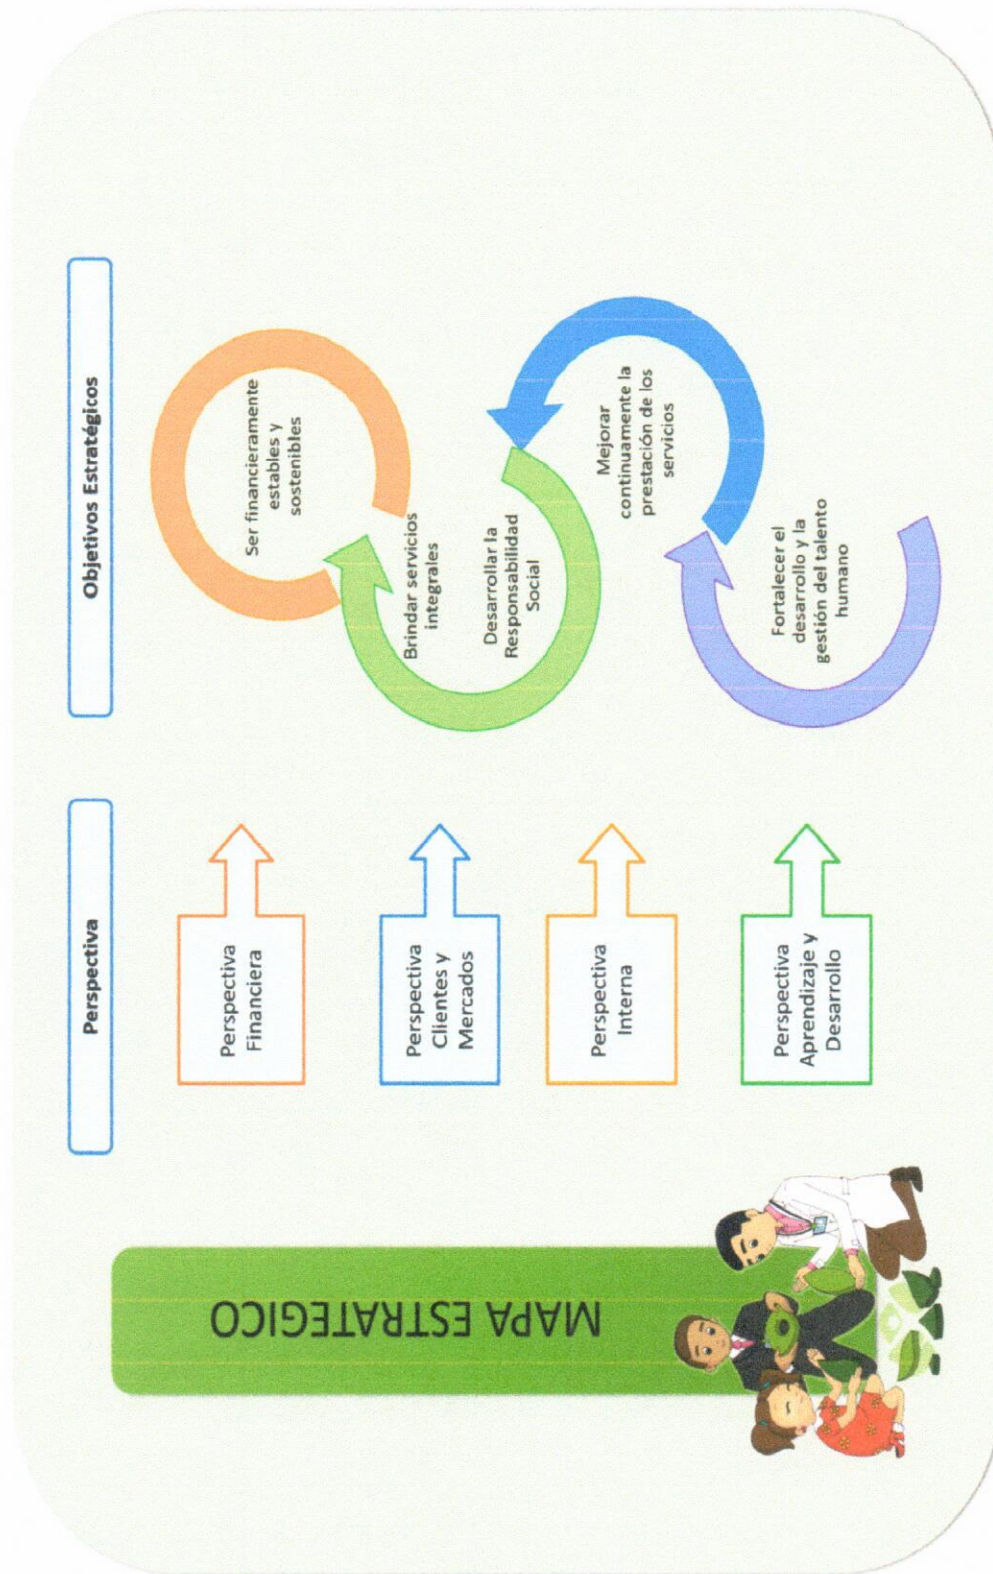 MAPA ESTRATEGICO
Perspectiva
Objetivos Estratégicos
Perspectiva
Financiera
Ser financieramente
estables y
sostenibles
Perspectiva
Clientes y
Mercados
Brindar servicios
integrales
Desarrollar la
Responsabilidad
Social
Perspectiva
Interna
Mejorar
continuamente la
prestación de los
servicios
Perspectiva
Aprendizaje y
Desarrollo
Fortalecer el
desarrollo y la
gestión del talento
humano